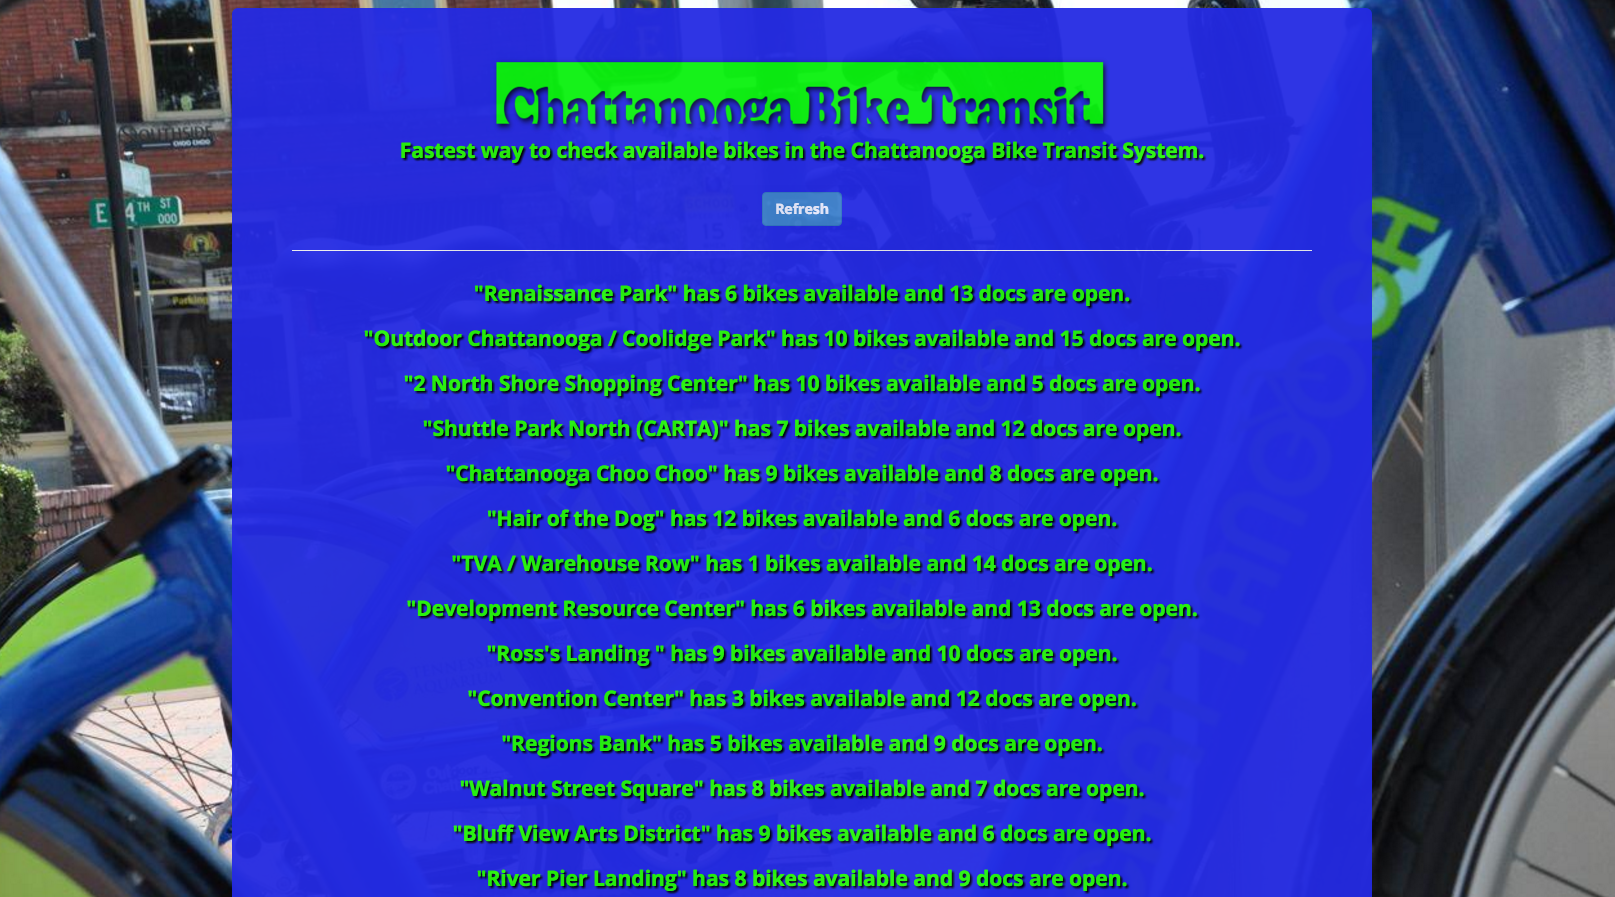 Chattanooga Bike Transit
Fastest way to check available bikes in the Chattanooga Bike Transit System.
Refresh
"Renaissance Park" has 6 bikes available and 13 docs are open.
"Outdoor Chattanooga / Coolidge Park" has 10 bikes available and 15 docs are open.
"2 North Shore Shopping Center" has 10 bikes available and 5 docs are open.
"Shuttle Park North (CARTA)" has 7 bikes available and 12 docs are open.
"Chattanooga Choo Choo" has 9 bikes available and 8 docs are open.
"Hair of the Dog" has 12 bikes available and 6 docs are open.
"TVA / Warehouse Row" has 1 bikes available and 14 docs are open.
"Development Resource Center" has 6 bikes available and 13 docs are open.
"Ross's Landing " has 9 bikes available and 10 docs are open.
"Convention Center" has 3 bikes available and 12 docs are open.
"Regions Bank" has 5 bikes available and 9 docs are open.
"Walnut Street Square" has 8 bikes available and 7 docs are open.
"Bluff View Arts District" has 9 bikes available and 6 docs are open.
"River Pier Landing" has 8 bikes available and 9 docs are open.
SOUTHSIDE
CHOO CHOO
E 4TH ST
000
Parking
CHATTANOOGA